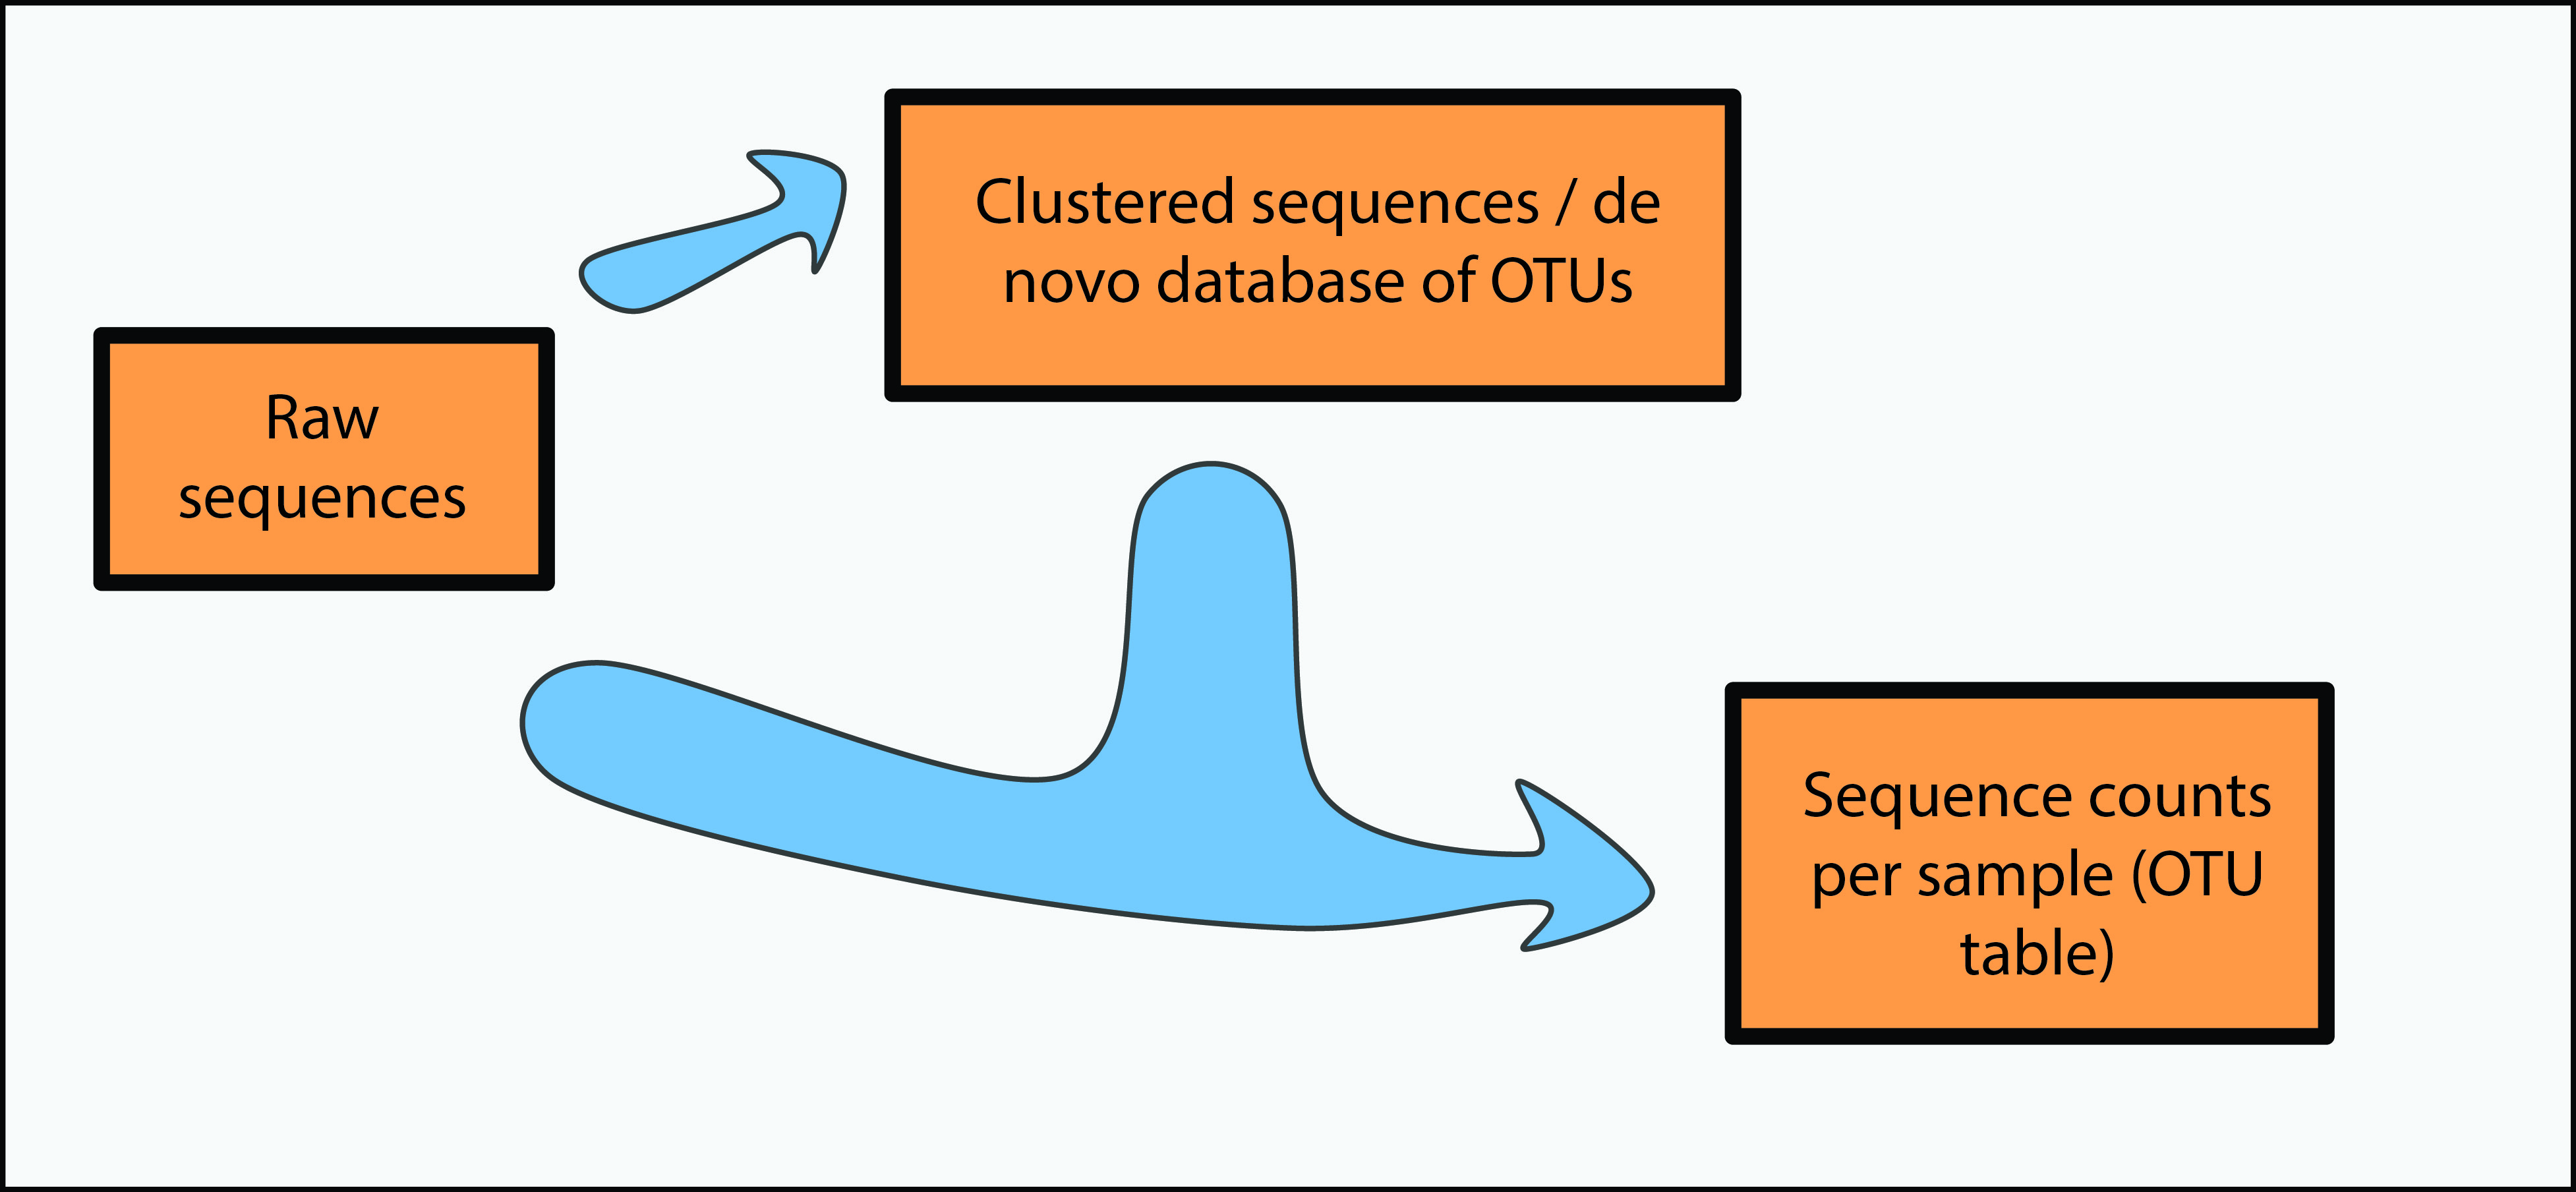 Clustered sequences / de
novo database of OTUs
Raw
sequences
Sequence counts
per sample (OTU
table)